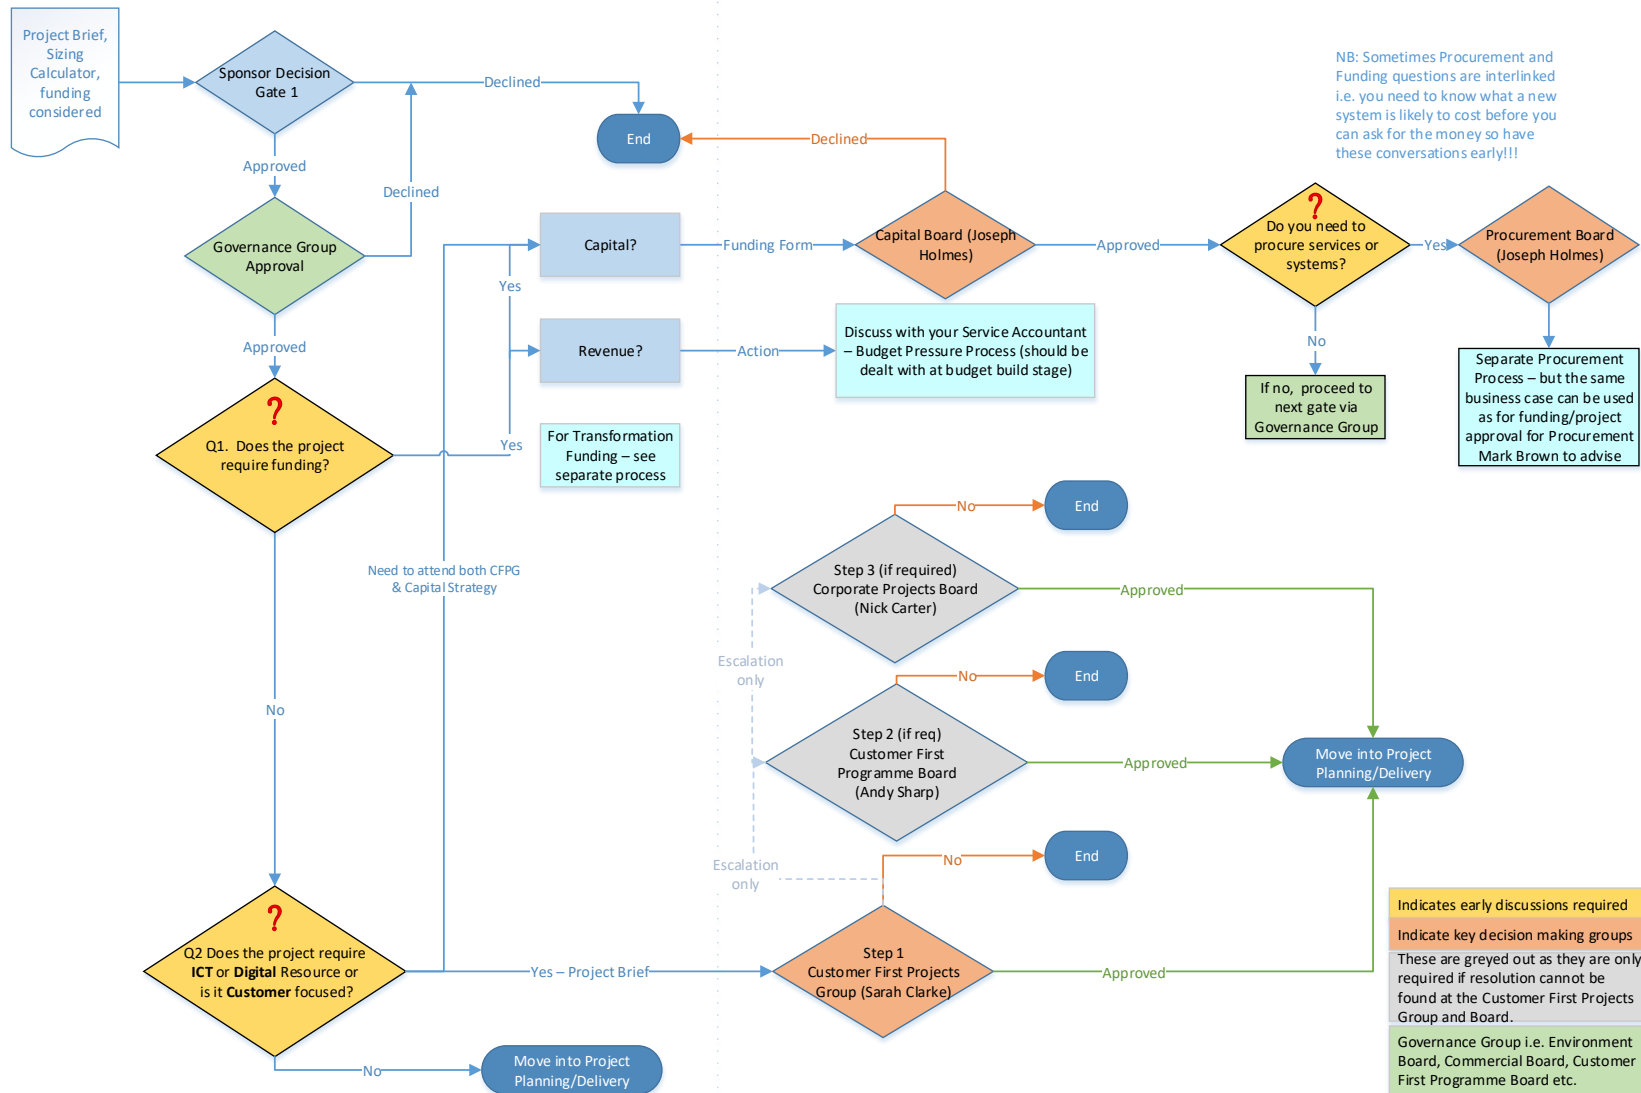 Project Brief,
Sizing
Calculator,
funding
considered
Sponsor Decision
Gate 1
Declined
End
Approved
Declined
Governance Group
Approval
Approved
?
Q1.  Does the project
require funding?
Yes
Yes
No
Capital?
Funding Form
Revenue?
Action
For Transformation
Funding – see
separate process
Declined
Capital Board (Joseph
Holmes)
Approved
Discuss with your Service Accountant
– Budget Pressure Process (should be
dealt with at budget build stage)
NB: Sometimes Procurement and
Funding questions are interlinked
i.e. you need to know what a new
system is likely to cost before you
can ask for the money so have
these conversations early!!!
?
Do you need to
procure services or
systems?
Yes
Procurement Board
(Joseph Holmes)
No
If no,  proceed to
next gate via
Governance Group
Separate Procurement
Process – but the same
business case can be used
as for funding/project
approval for Procurement
Mark Brown to advise
Need to attend both CFPG
& Capital Strategy
No
End
Step 3 (if required)
Corporate Projects Board
(Nick Carter)
Approved
Escalation
only
No
End
Step 2 (if req)
Customer First
Programme Board
(Andy Sharp)
Approved
Move into Project
Planning/Delivery
Escalation
only
No
End
?
Q2 Does the project require
ICT or Digital Resource or
is it Customer focused?
Yes – Project Brief
Step 1
Customer First Projects
Group (Sarah Clarke)
Approved
No
Move into Project
Planning/Delivery
Indicates early discussions required
Indicate key decision making groups
These are greyed out as they are only
required if resolution cannot be
found at the Customer First Projects
Group and Board.
Governance Group i.e. Environment
Board, Commercial Board, Customer
First Programme Board etc.